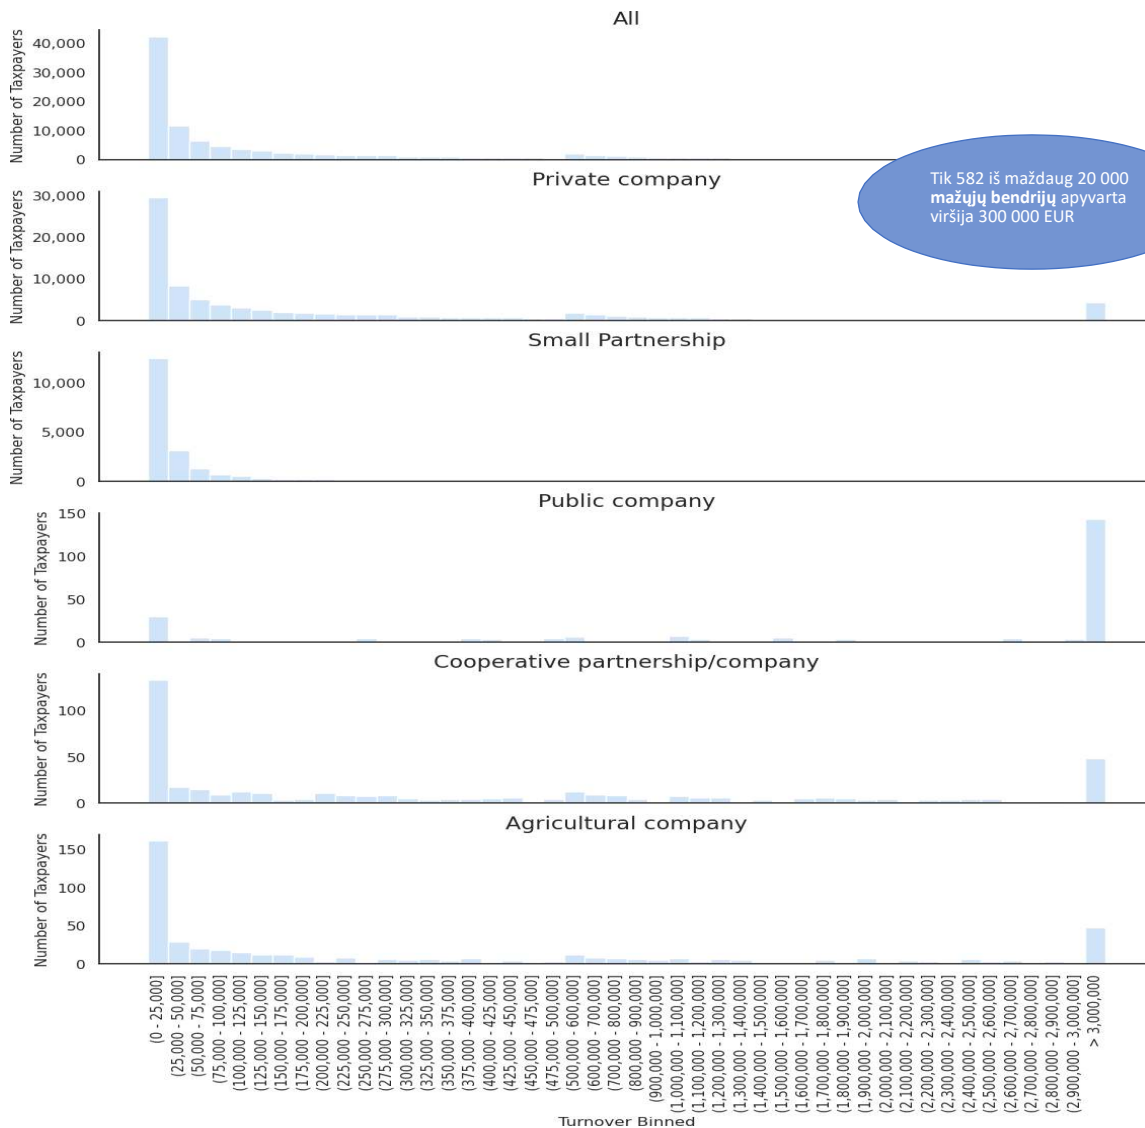 All
Number of Taxpayers
40,000
30,000
20,000
10,000
0
Private company
Number of Taxpayers
30,000
20,000
10,000
0
Tik 582 iš maždaug 20 000
mažųjų bendrijų apyvarta
viršija 300 000 EUR
Small Partnership
Number of Taxpayers
10,000
5,000
0
Public company
Number of Taxpayers
150
100
50
0
Cooperative partnership/company
Number of Taxpayers
100
50
0
Agricultural company
Number of Taxpayers
150
100
50
0
(0 - 25,000]
(25,000 - 50,000]
(50,000 - 75,000]
(75,000 - 100,000]
(100,000 - 125,000]
(125,000 - 150,000]
(150,000 - 175,000]
(175,000 - 200,000]
(200,000 - 225,000]
(225,000 - 250,000]
(250,000 - 275,000]
(275,000 - 300,000]
(300,000 - 325,000]
(325,000 - 350,000]
(350,000 - 375,000]
(375,000 - 400,000]
(400,000 - 425,000]
(425,000 - 450,000]
(450,000 - 475,000]
(475,000 - 500,000]
(500,000 - 600,000]
(600,000 - 700,000]
(700,000 - 800,000]
(800,000 - 900,000]
(900,000 - 1,000,000]
(1,000,000 - 1,100,000]
(1,100,000 - 1,200,000]
(1,200,000 - 1,300,000]
(1,300,000 - 1,400,000]
(1,400,000 - 1,500,000]
(1,500,000 - 1,600,000]
(1,600,000 - 1,700,000]
(1,700,000 - 1,800,000]
(1,800,000 - 1,900,000]
(1,900,000 - 2,000,000]
(2,000,000 - 2,100,000]
(2,100,000 - 2,200,000]
(2,200,000 - 2,300,000]
(2,300,000 - 2,400,000]
(2,400,000 - 2,500,000]
(2,500,000 - 2,600,000]
(2,600,000 - 2,700,000]
(2,700,000 - 2,800,000]
(2,800,000 - 2,900,000]
(2,900,000 - 3,000,000]
> 3,000,000
Turnover Binned